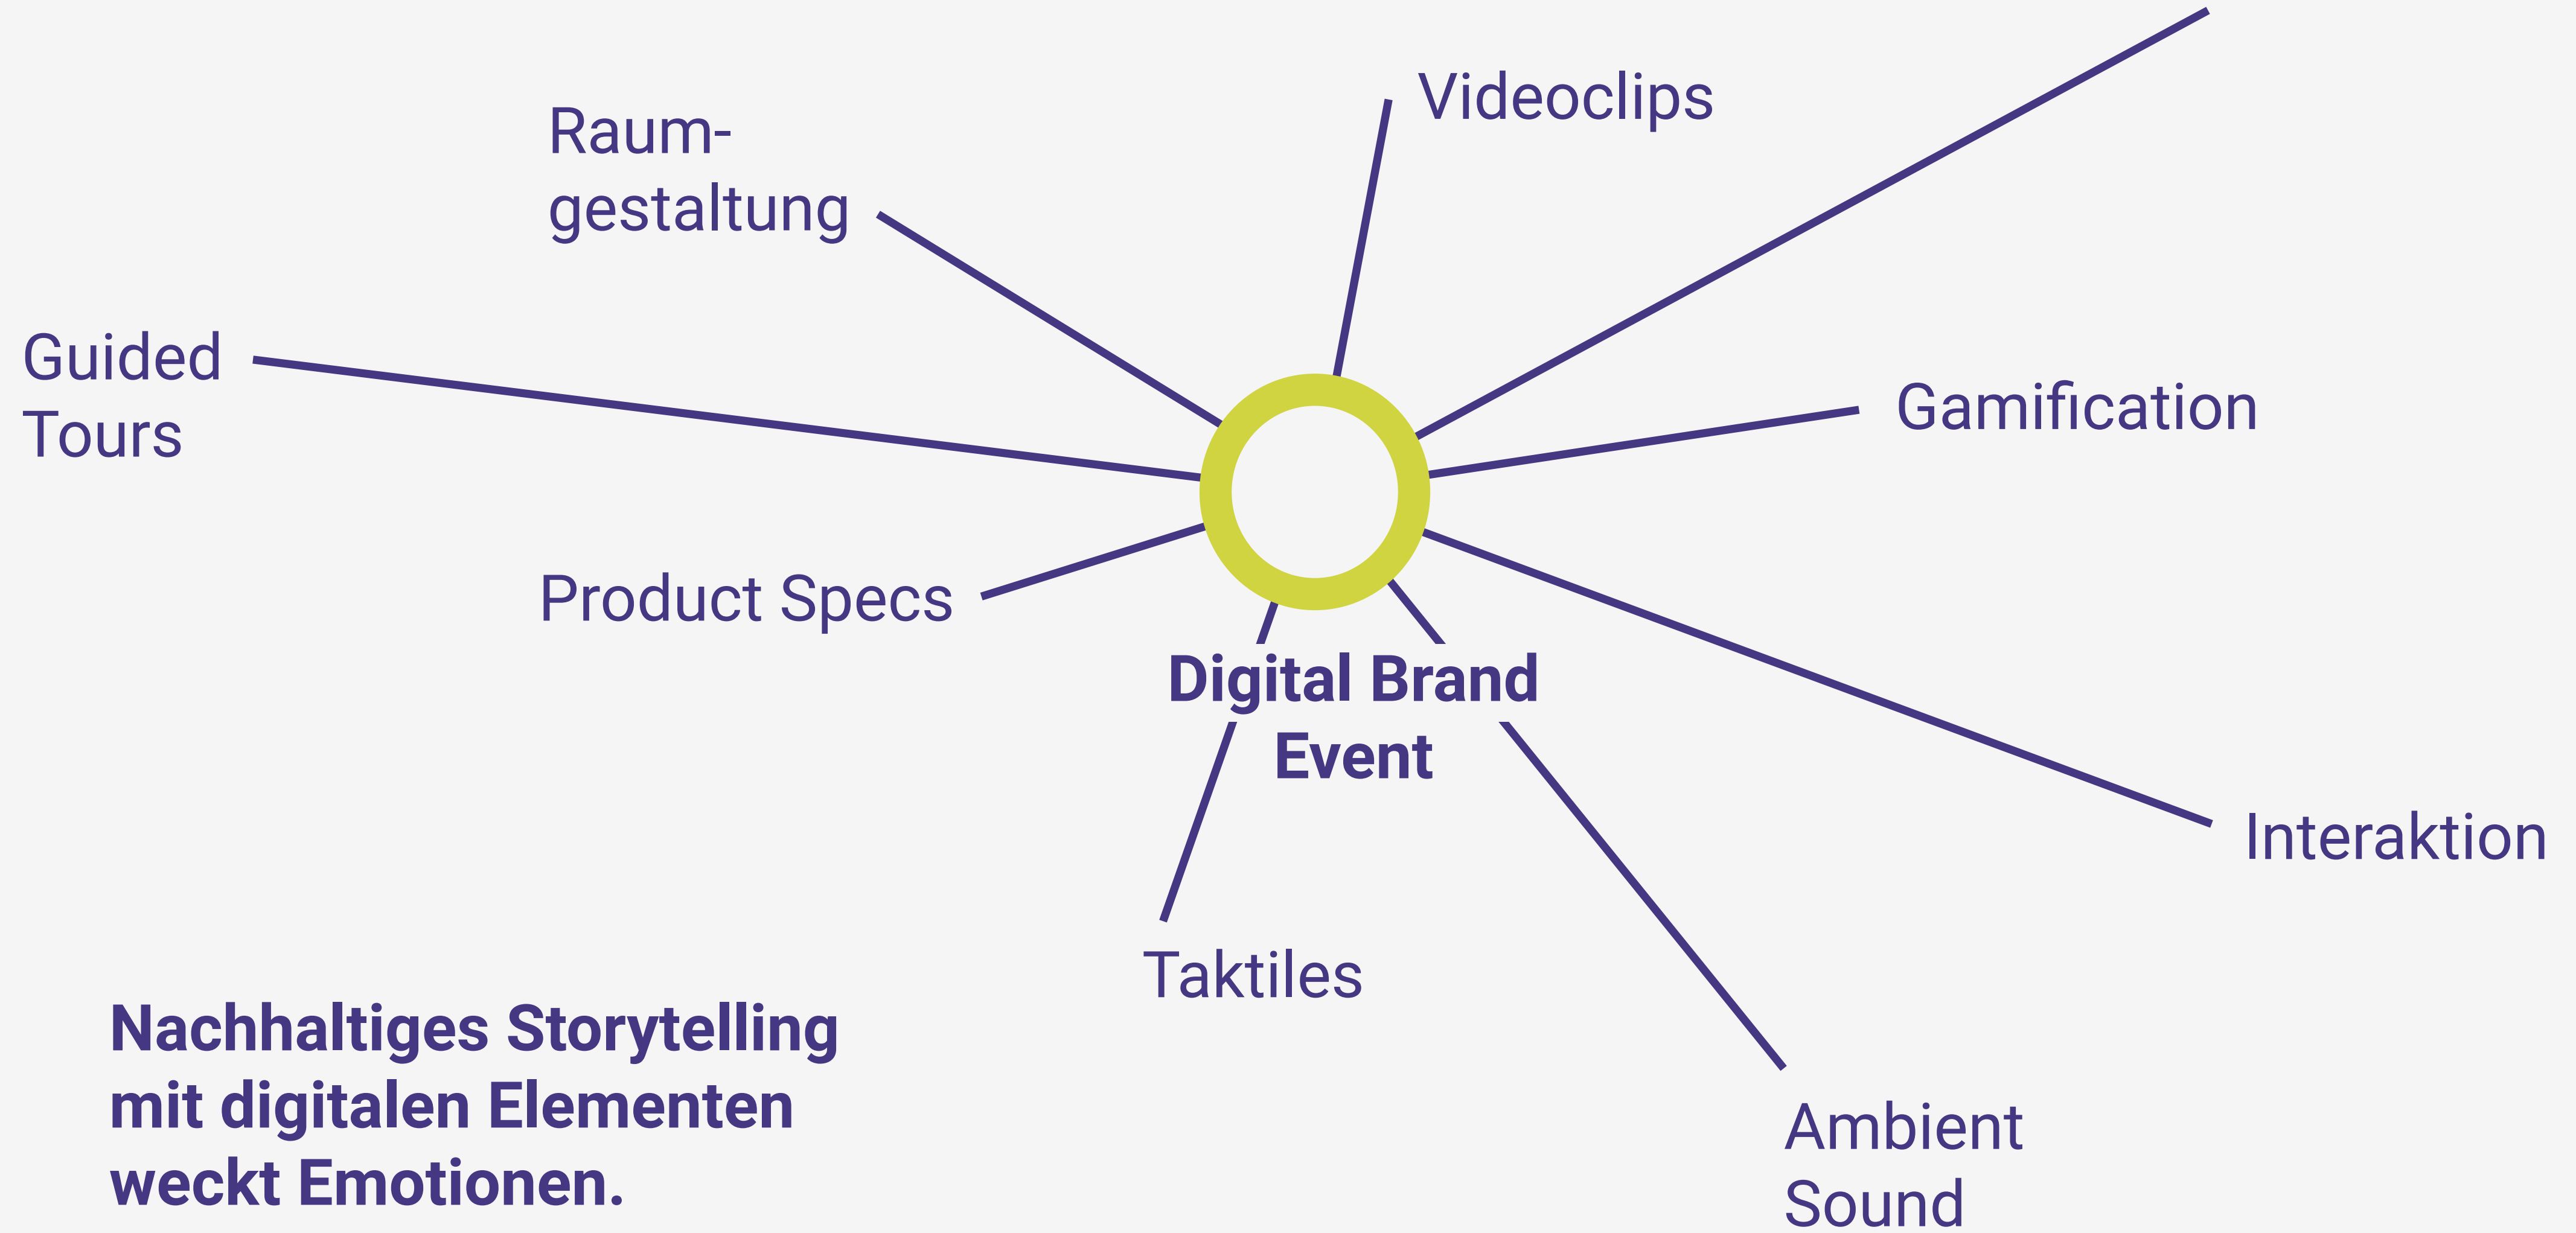 Videoclips
Raum-
gestaltung
Guided
Tours
Gamification
Product Specs
Digital Brand
Event
Interaktion
Taktiles
Nachhaltiges Storytelling
mit digitalen Elementen
weckt Emotionen.
Ambient
Sound